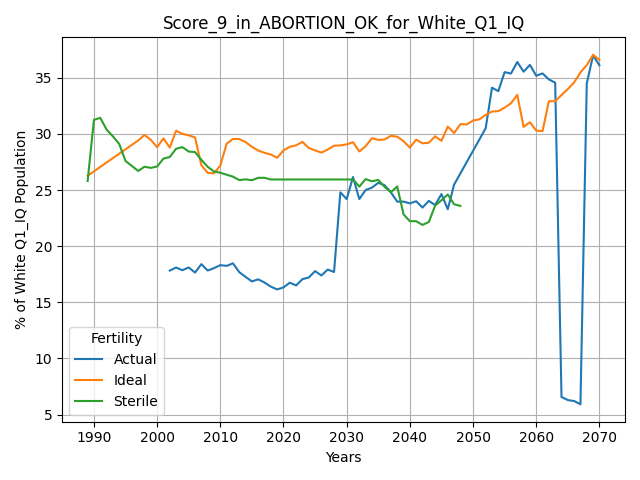 Score_9_in_ABORTION_OK_for_White_Q1_IQ
% of White Q1_IQ Population
35
30
25
20
15
10
5
Fertility
Actual
Ideal
Sterile
1990 2000 2010 2020 2030 2040 2050 2060 2070
Years